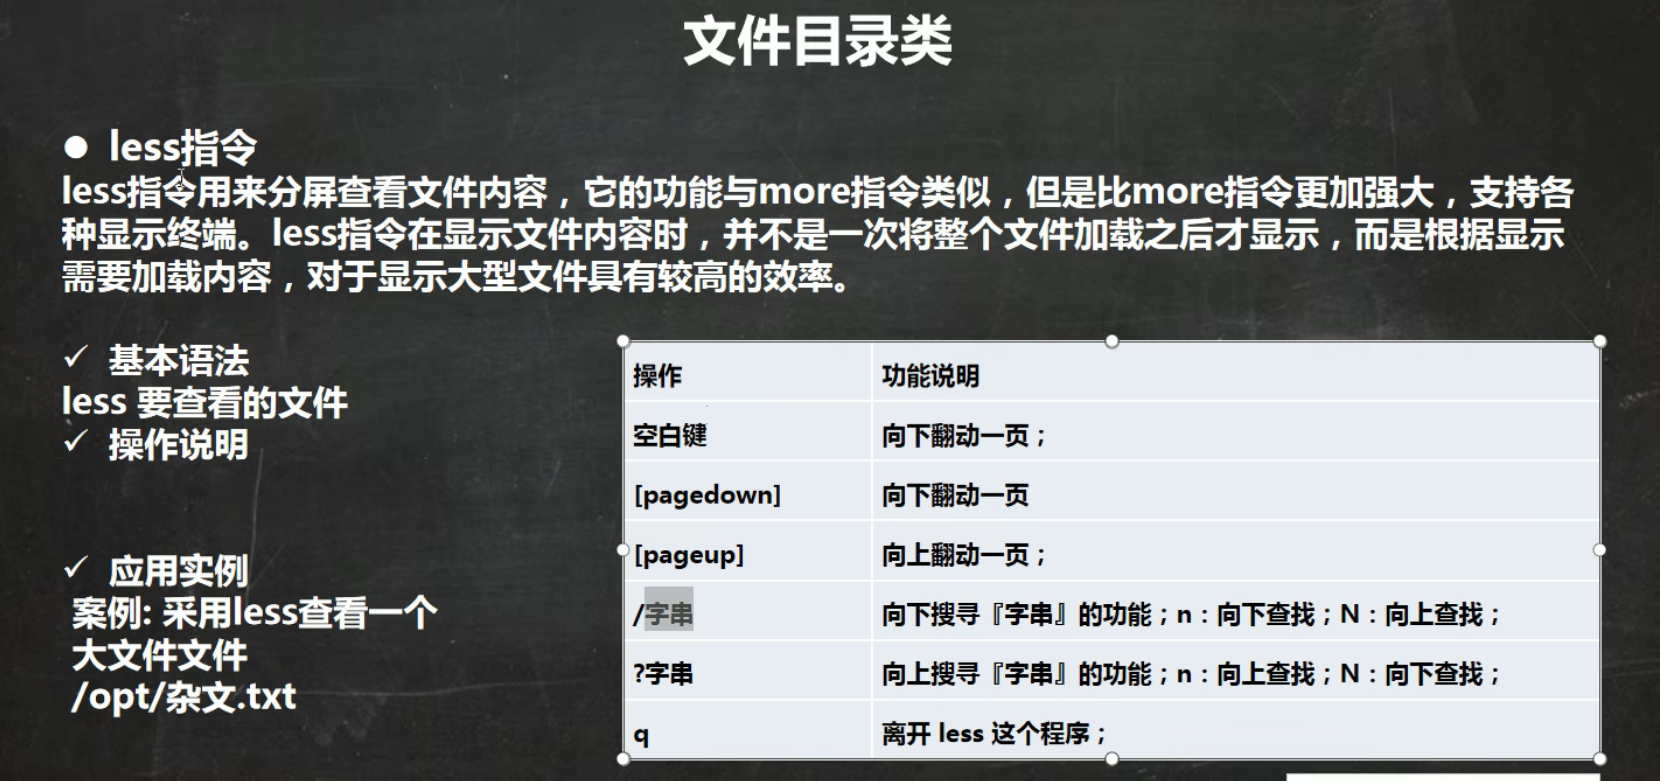 文件目录类
● less指令
less指令用来分屏查看文件内容，它的功能与more指令类似，但是比more指令更加强大，支持各
种显示终端。less指令在显示文件内容时，并不是一次将整个文件加载之后才显示，而是根据显示
需要加载内容，对于显示大型文件具有较高的效率。
✓ 基本语法
less 要查看的文件
✓ 操作说明
✓ 应用实例
案例: 采用less查看一个
大文件文件
/opt/杂文.txt
操作 功能说明
空白键 向下翻动一页；
[pagedown] 向下翻动一页
[pageup] 向上翻动一页；
/字串 向下搜寻『字串』的功能；n：向下查找；N：向上查找；
?字串 向上搜寻『字串』的功能；n：向上查找；N：向下查找；
q 离开 less 这个程序；